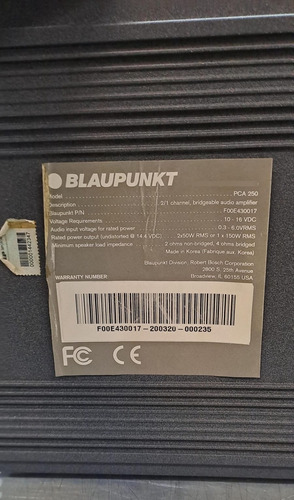 BLAUPUNKT
Model PCA 250
Description 2/1 channel, bridgeable audio amplifier
Blaupunkt P/N F00E430017
Voltage Requirements 10 - 16 VDC
Audio input voltage for rated power 0.3 - 6.0VRMS
Rated power output (undistorted @ 14.4 VDC) 2x50W RMS or 1 x 150W RMS
Minimum speaker load impedance 2 ohms non-bridged, 4 ohms bridged
Made in Korea (Fabrique aux. Korea)
Blaupunkt Division, Robert Bosch Corporation
2800 S. 25th Avenue
Broadview, IL 60155 USA
WARRANTY NUMBER
F00E430017-200320-000235
FC CE